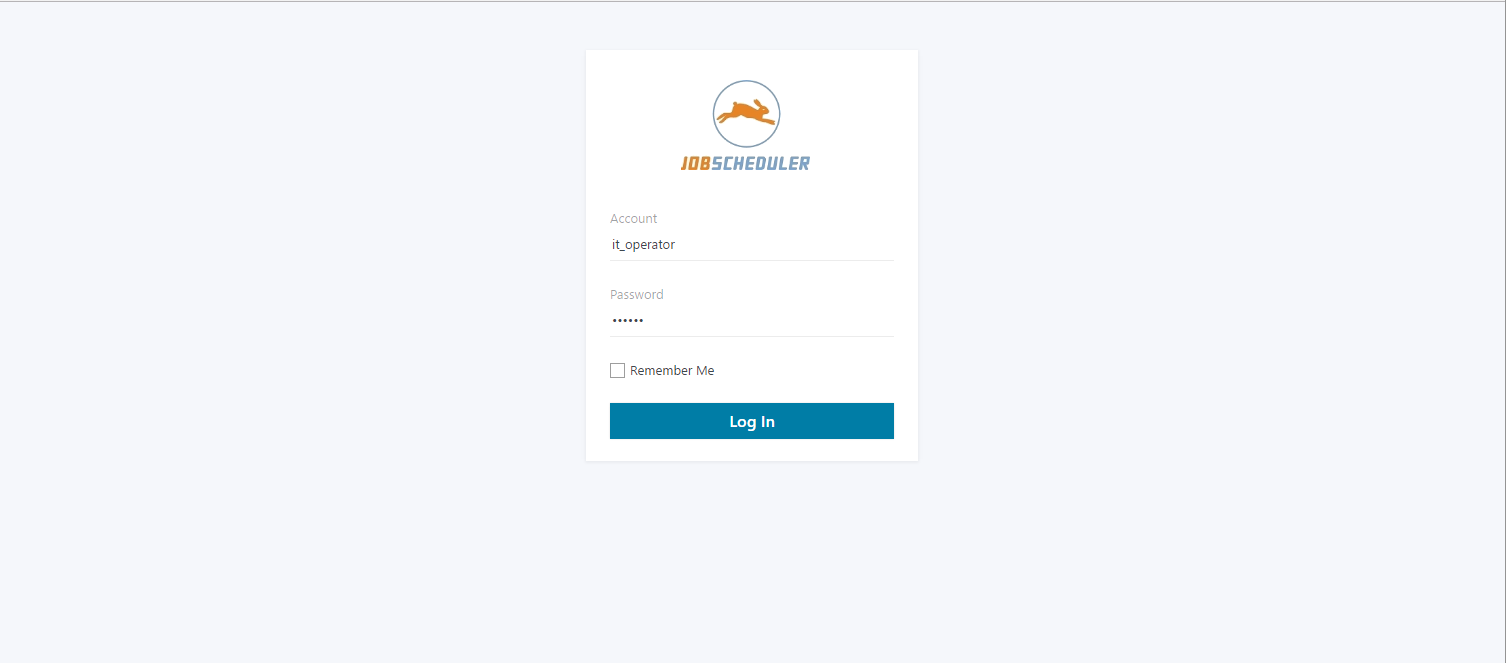 JOBSCHEDULER
Account
it_operator
Password
••••••
Remember Me
Log In